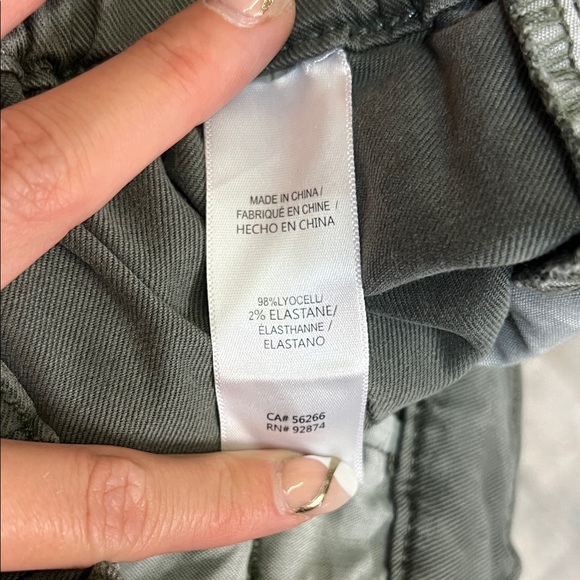 MADE IN CHINA/
FABRIQUÉ EN CHINE /
HECHO EN CHINA
98%LYOCELL/
2% ELASTANE/
ÉLASTHANNE /
ELASTANO
CA# 56266
RN# 92874